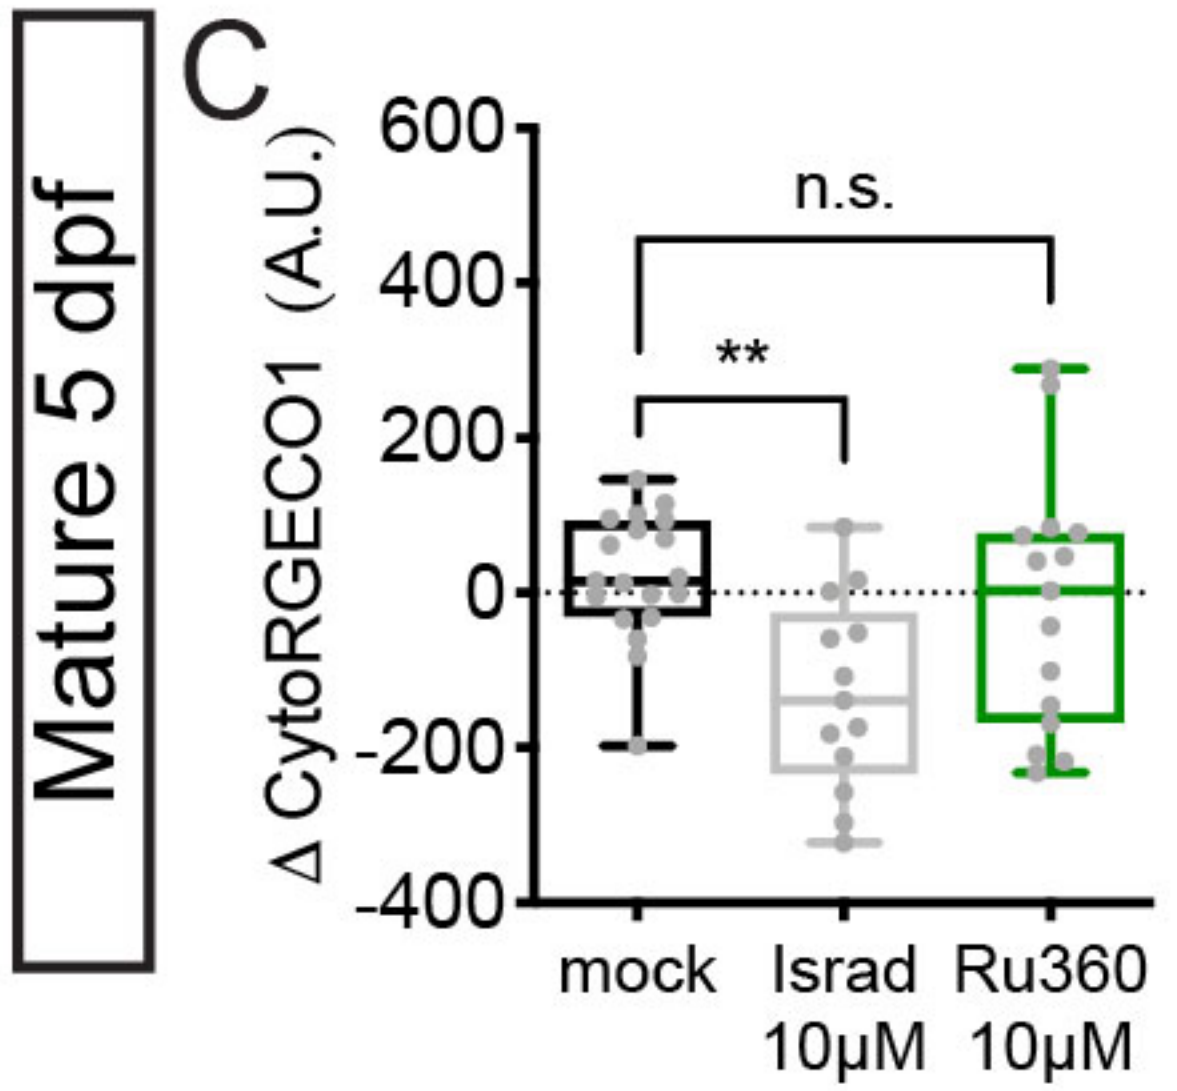 Mature 5 dpf
C
Δ CytoRGECO1 (A.U.)
600
400
200
0
-200
-400
n.s.
**
mock
Israd
10µM
Ru360
10µM